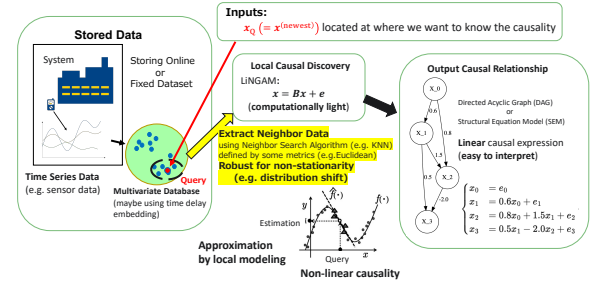 Inputs:
x_Q (= x^(newest)) located at where we want to know the causality
Stored Data
System
Storing Online
or
Fixed Dataset
Time Series Data
(e.g. sensor data)
Query
Multivariate Database
(maybe using time delay
embedding)
Local Causal Discovery
LiNGAM:
x = Bx + e
(computationally light)
Extract Neighbor Data
using Neighbor Search Algorithm (e.g. KNN)
defined by some metrics (e.g.Euclidean)
Robust for non-stationarity
(e.g. distribution shift)
Approximation
by local modeling
y
f̂(·)
f(·)
Estimation
x
Query
Non-linear causality
Output Causal Relationship
X_0
0.6
X_1
0.8
1.5
0.5
X_2
-2.0
X_3
Directed Acyclic Graph (DAG)
or
Structural Equation Model (SEM)
Linear causal expression
(easy to interpret)
x_0 = e_0
x_1 = 0.6x_0 + e_1
x_2 = 0.8x_0 + 1.5x_1 + e_2
x_3 = 0.5x_1 - 2.0x_2 + e_3